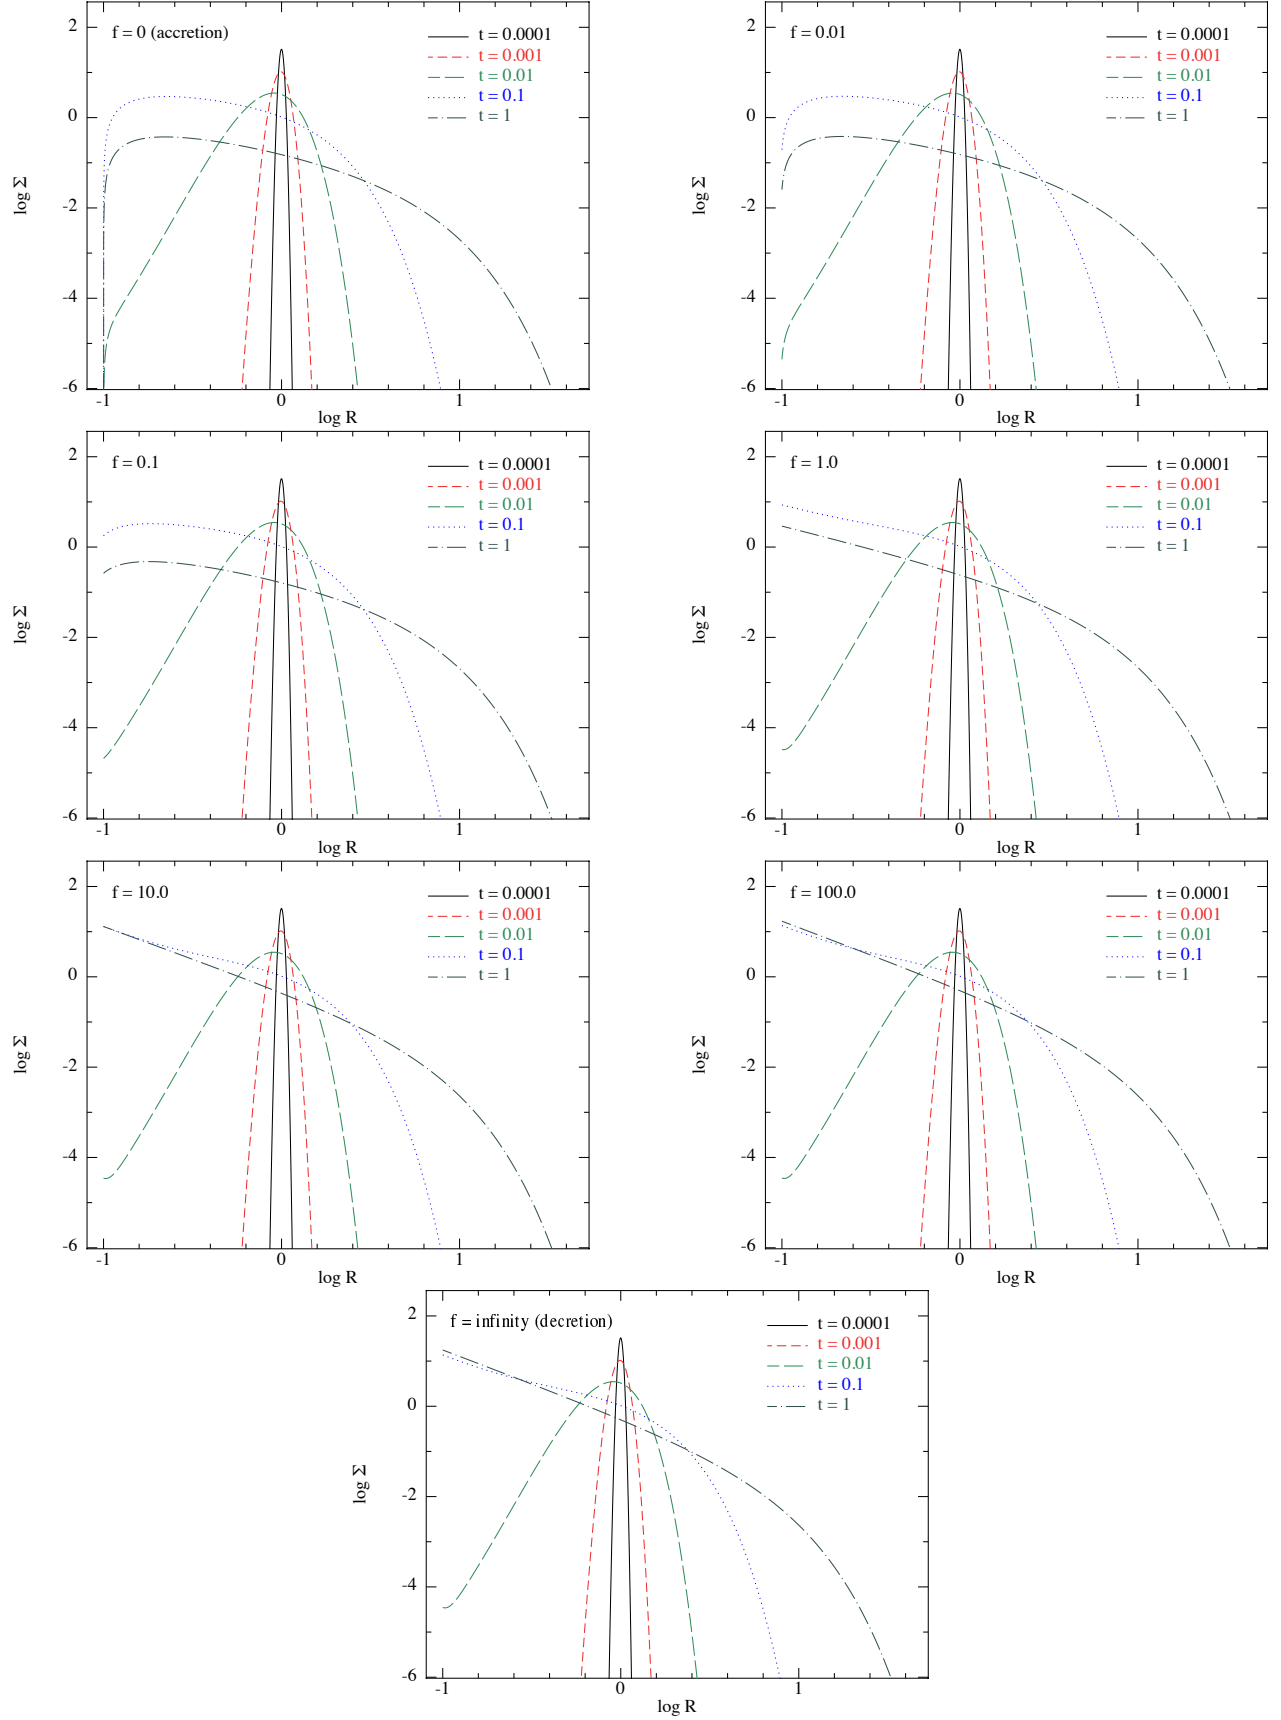 f = 0 (accretion)
t = 0.0001
t = 0.001
t = 0.01
t = 0.1
t = 1
2
0
-2
-4
-6
log Σ
-1
0
1
log R
f = 0.01
t = 0.0001
t = 0.001
t = 0.01
t = 0.1
t = 1
2
0
-2
-4
-6
log Σ
-1
0
1
log R
f = 0.1
t = 0.0001
t = 0.001
t = 0.01
t = 0.1
t = 1
2
0
-2
-4
-6
log Σ
-1
0
1
log R
f = 1.0
t = 0.0001
t = 0.001
t = 0.01
t = 0.1
t = 1
2
0
-2
-4
-6
log Σ
-1
0
1
log R
f = 10.0
t = 0.0001
t = 0.001
t = 0.01
t = 0.1
t = 1
2
0
-2
-4
-6
log Σ
-1
0
1
log R
f = 100.0
t = 0.0001
t = 0.001
t = 0.01
t = 0.1
t = 1
2
0
-2
-4
-6
log Σ
-1
0
1
log R
f = infinity (decretion)
t = 0.0001
t = 0.001
t = 0.01
t = 0.1
t = 1
2
0
-2
-4
-6
log Σ
-1
0
1
log R